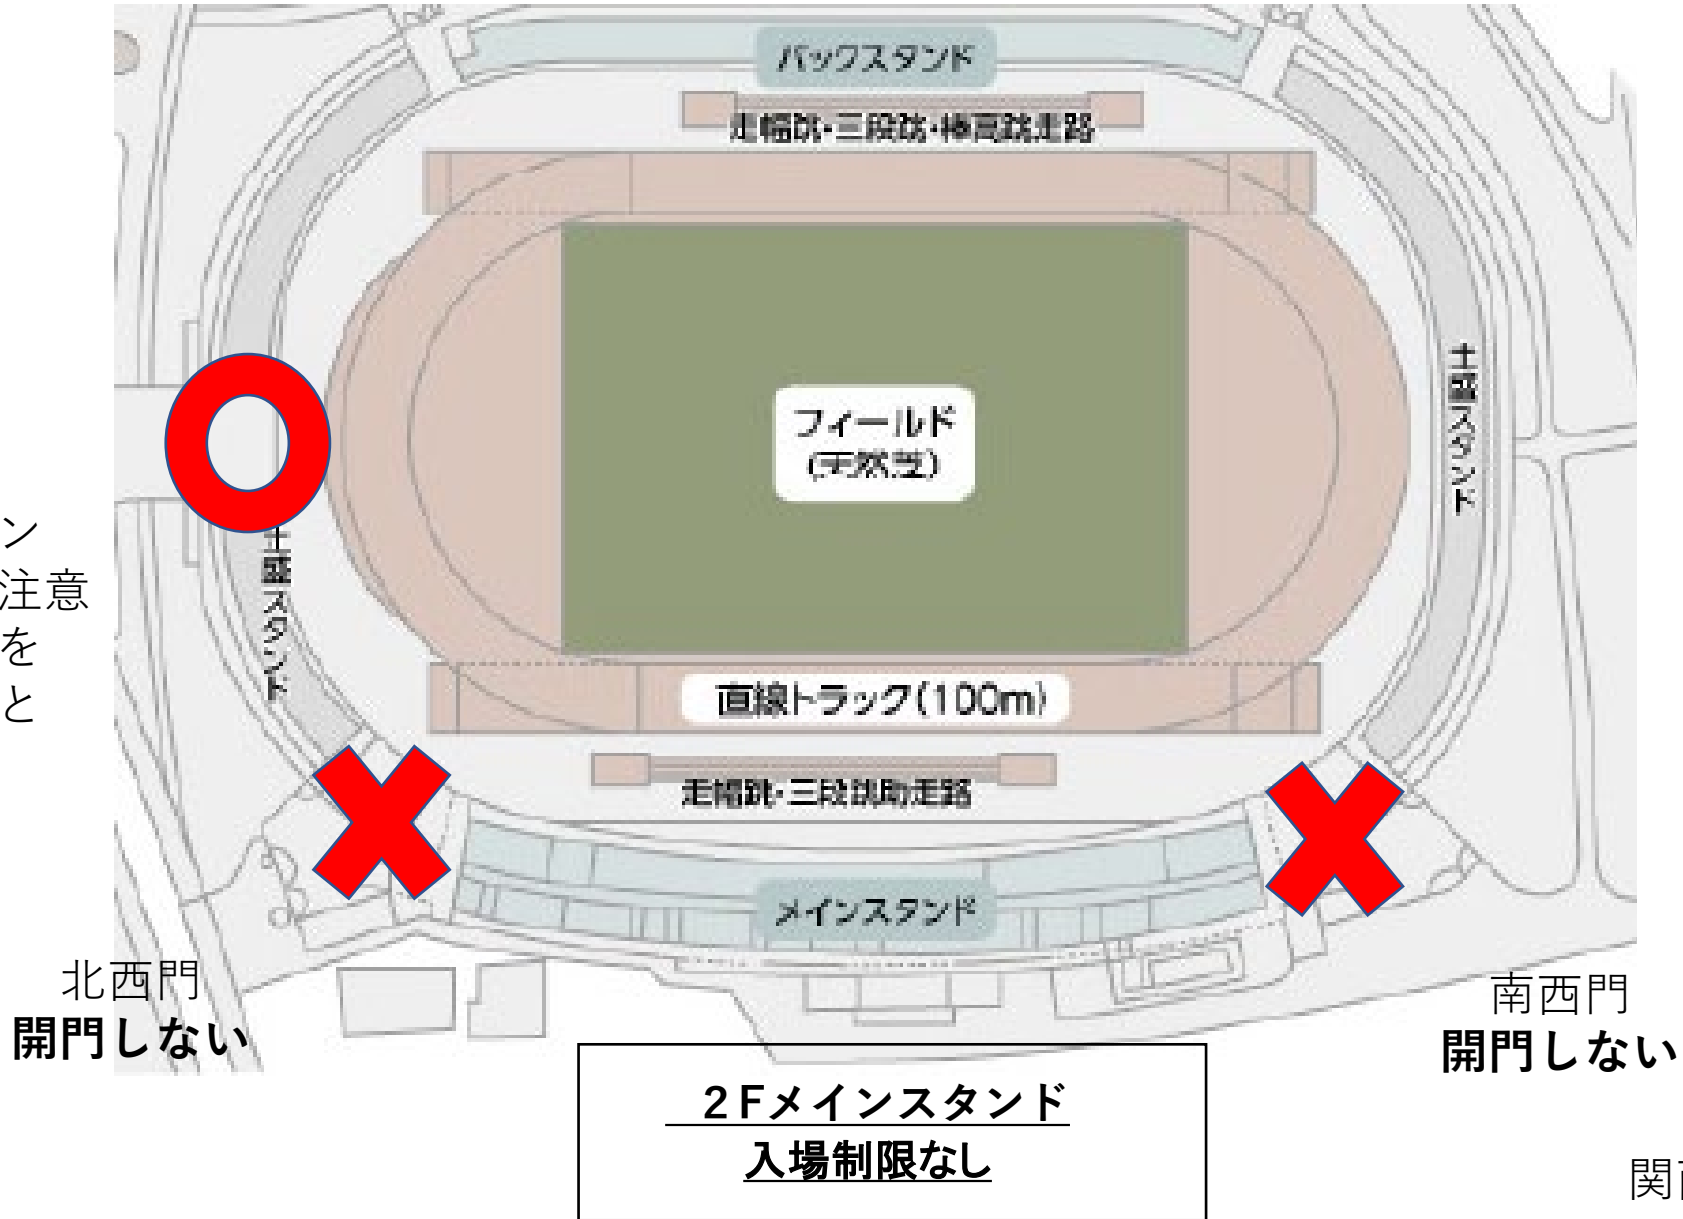 バックスタンド
走幅跳・三段跳・棒高跳走路
フィールド
(天然芝)
土盛スタンド
土盛スタンド
ン
注意
を
と
直線トラック(100m)
走幅跳・三段跳助走路
メインスタンド
北西門
開門しない
南西門
開門しない
２Fメインスタンド
入場制限なし
関